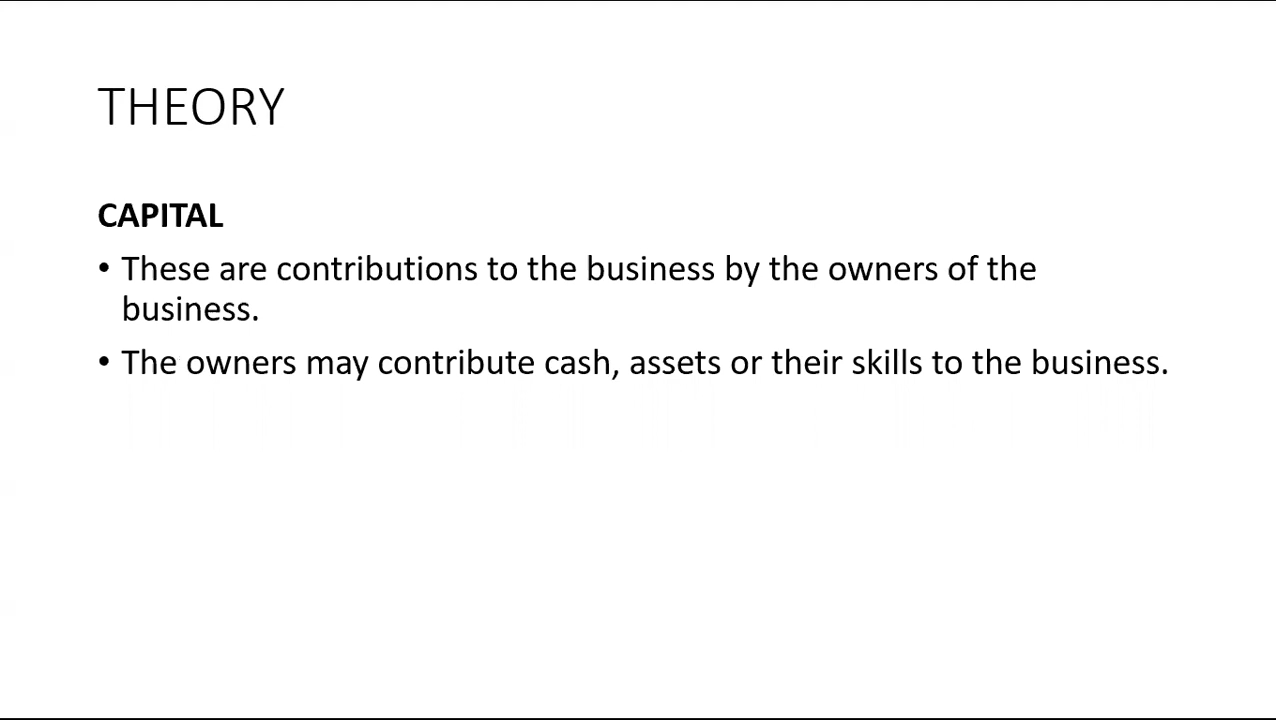 THEORY
CAPITAL
• These are contributions to the business by the owners of the
business.
• The owners may contribute cash, assets or their skills to the business.